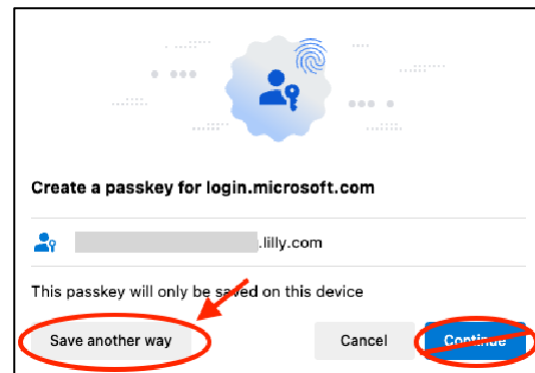 Create a passkey for login.microsoft.com
.lilly.com
This passkey will only be saved on this device
Save another way
Cancel
Continue